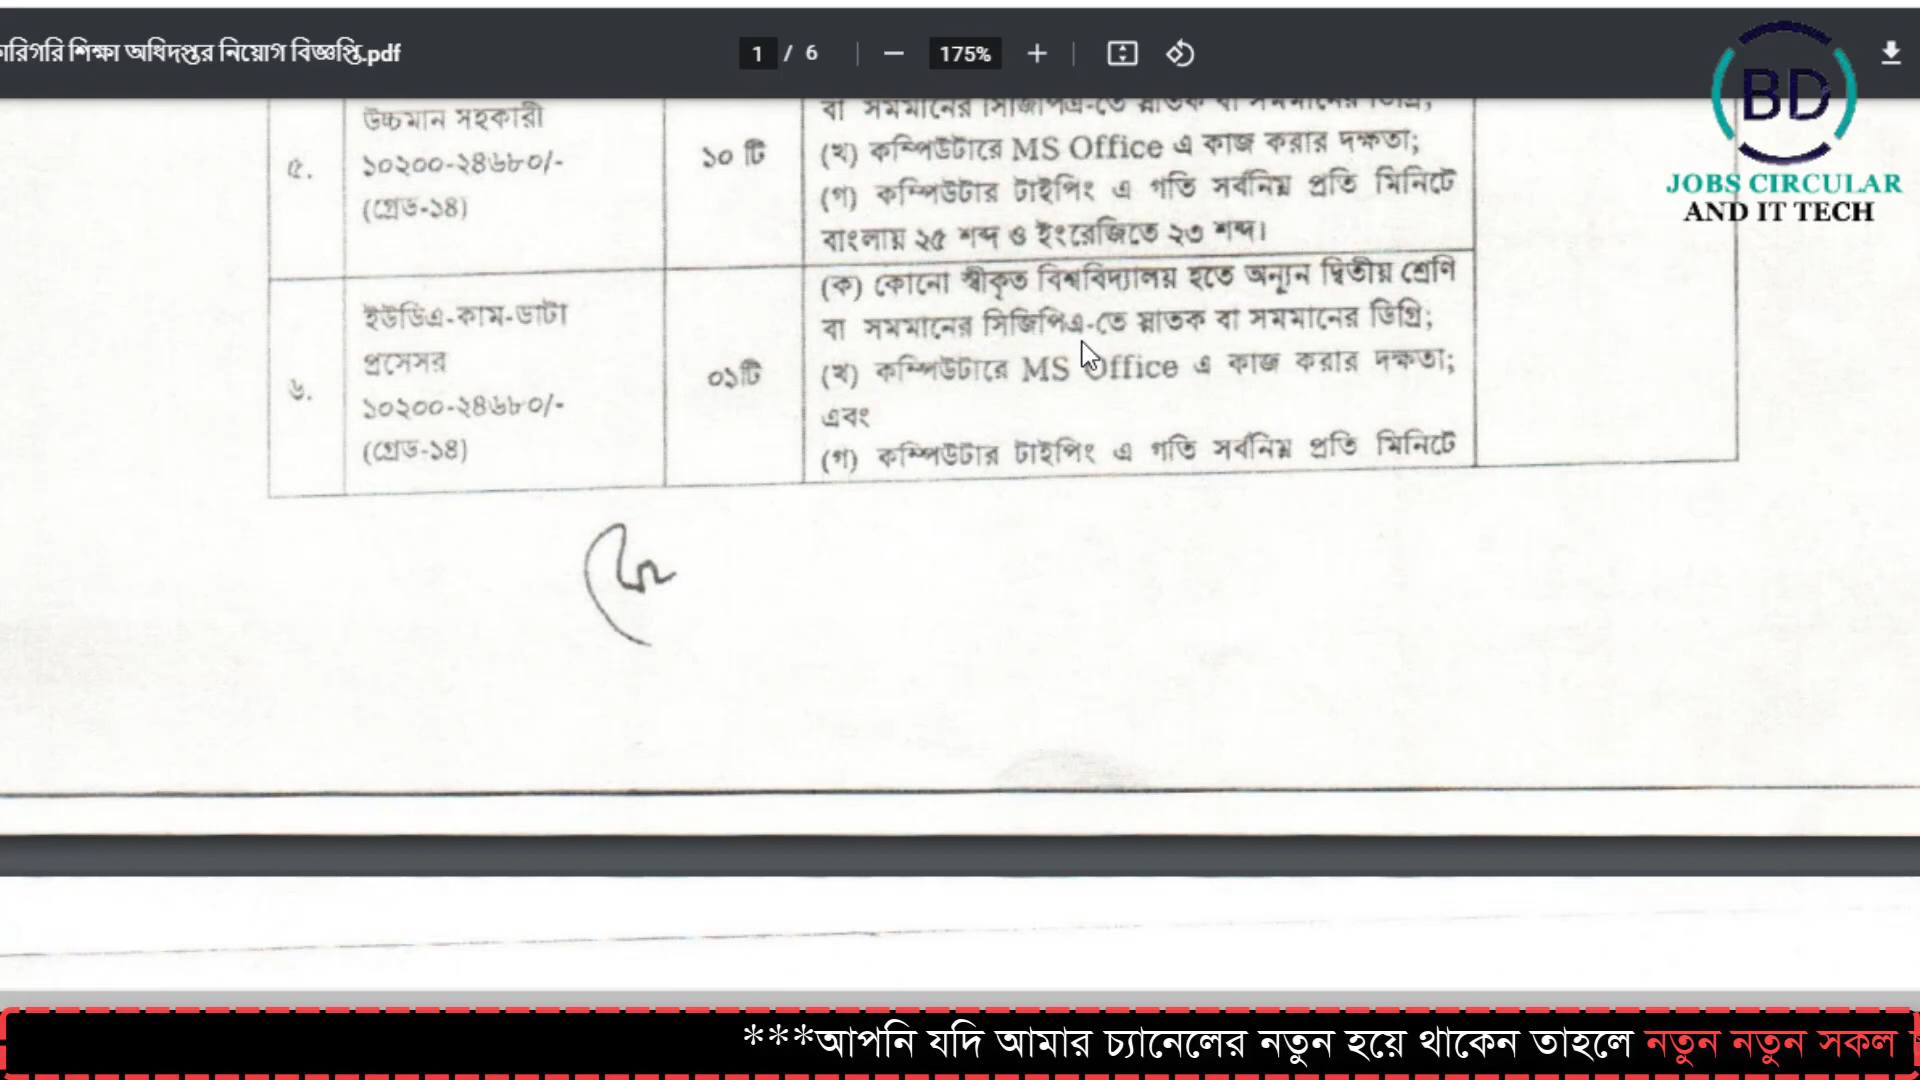 কারিগরি শিক্ষা অধিদপ্তর নিয়োগ বিজ্ঞপ্তি.pdf
1 / 6
175%
BD
JOBS CIRCULAR
AND IT TECH
৫.
উচ্চমান সহকারী
১০২০০-২৪৬৮০/-
(গ্রেড-১৪)
১০ টি
বা সমমানের সিজিপিএ-তে স্নাতক বা সমমানের ডিগ্রি;
(খ) কম্পিউটারে MS Office এ কাজ করার দক্ষতা;
(গ) কম্পিউটার টাইপিং এ গতি সর্বনিম্ন প্রতি মিনিটে
বাংলায় ২৫ শব্দ ও ইংরেজিতে ২৩ শব্দ।
৬.
ইউডিএ-কাম-ডাটা
প্রসেসর
১০২০০-২৪৬৮০/-
(গ্রেড-১৪)
০১টি
(ক) কোনো স্বীকৃত বিশ্ববিদ্যালয় হতে অন্যূন দ্বিতীয় শ্রেণি
বা সমমানের সিজিপিএ-তে স্নাতক বা সমমানের ডিগ্রি;
(খ) কম্পিউটারে MS Office এ কাজ করার দক্ষতা;
এবং
(গ) কম্পিউটার টাইপিং এ গতি সর্বনিম্ন প্রতি মিনিটে
***আপনি যদি আমার চ্যানেলের নতুন হয়ে থাকেন তাহলে নতুন নতুন সকল